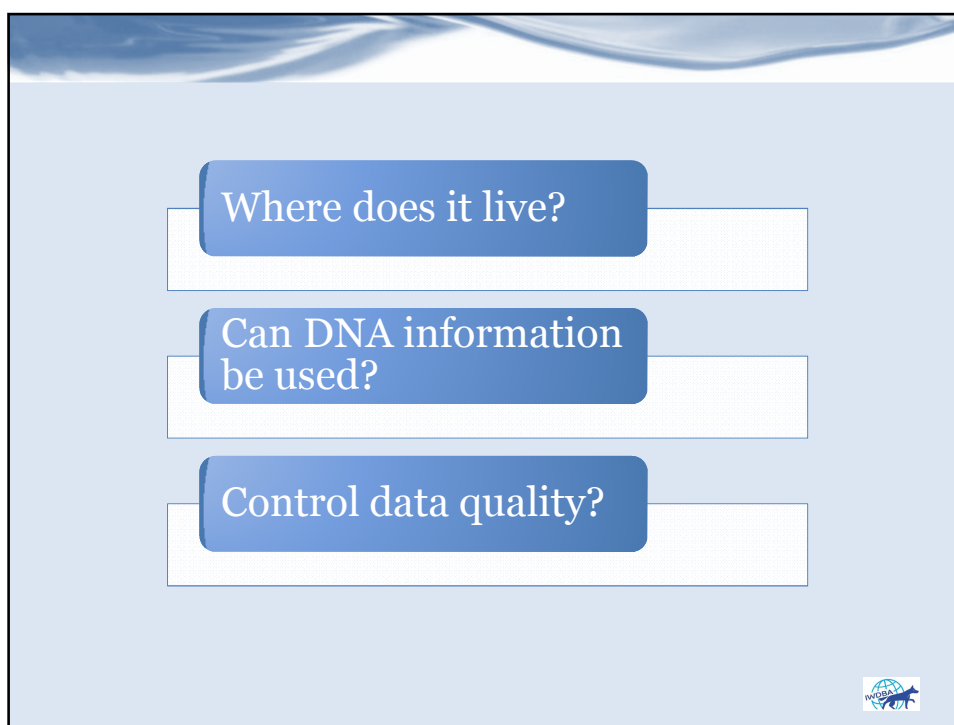 Where does it live?
Can DNA information
be used?
Control data quality?
IWDBA